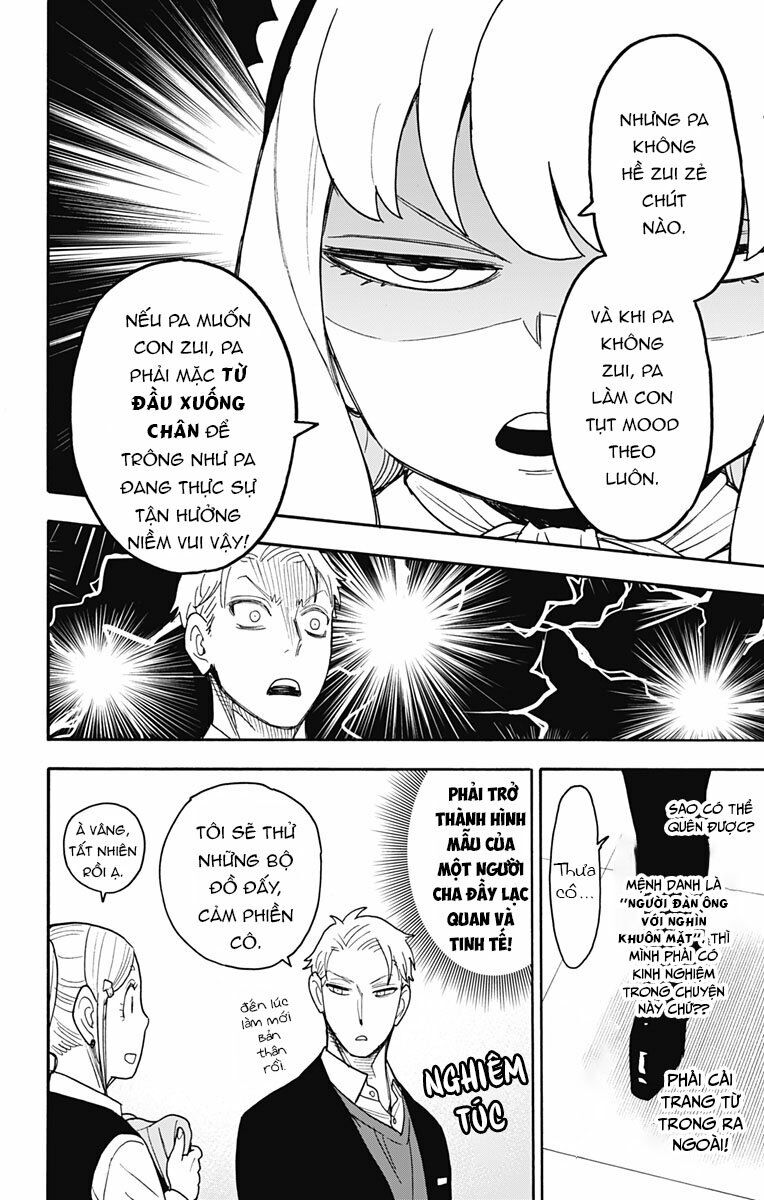 NHƯNG PA
KHÔNG
HỀ ZUI ZẺ
CHÚT
NÀO.
VÀ KHI PA
KHÔNG
ZUI, PA
LÀM CON
TỤT MOOD
THEO
LUÔN.
NẾU PA MUỐN
CON ZUI, PA
PHẢI MẶC TỪ
ĐẦU XUỐNG
CHÂN ĐỂ
TRÔNG NHƯ PA
ĐANG THỰC SỰ
TẬN HƯỞNG
NIỀM VUI VẬY!
SAO CÓ THỂ
QUÊN ĐƯỢC?
MỆNH DANH LÀ
"NGƯỜI ĐÀN ÔNG
VỚI NGHÌN
KHUÔN MẶT", THÌ
MÌNH PHẢI CÓ
KINH NGHIỆM
TRONG CHUYỆN
NÀY CHỨ??
PHẢI CẢI
TRANG TỪ
TRONG RA
NGOÀI!
Thưa
cô...
PHẢI TRỞ
THÀNH HÌNH
MẪU CỦA
MỘT NGƯỜI
CHA ĐẦY LẠC
QUAN VÀ
TINH TẾ!
NGHIÊM
TÚC
TÔI SẼ THỬ
NHỮNG BỘ
ĐỒ ĐẤY,
CẢM PHIỀN
CÔ.
đến lúc
làm mới
bản
thân
rồi.
À VÂNG,
TẤT NHIÊN
RỒI Ạ.